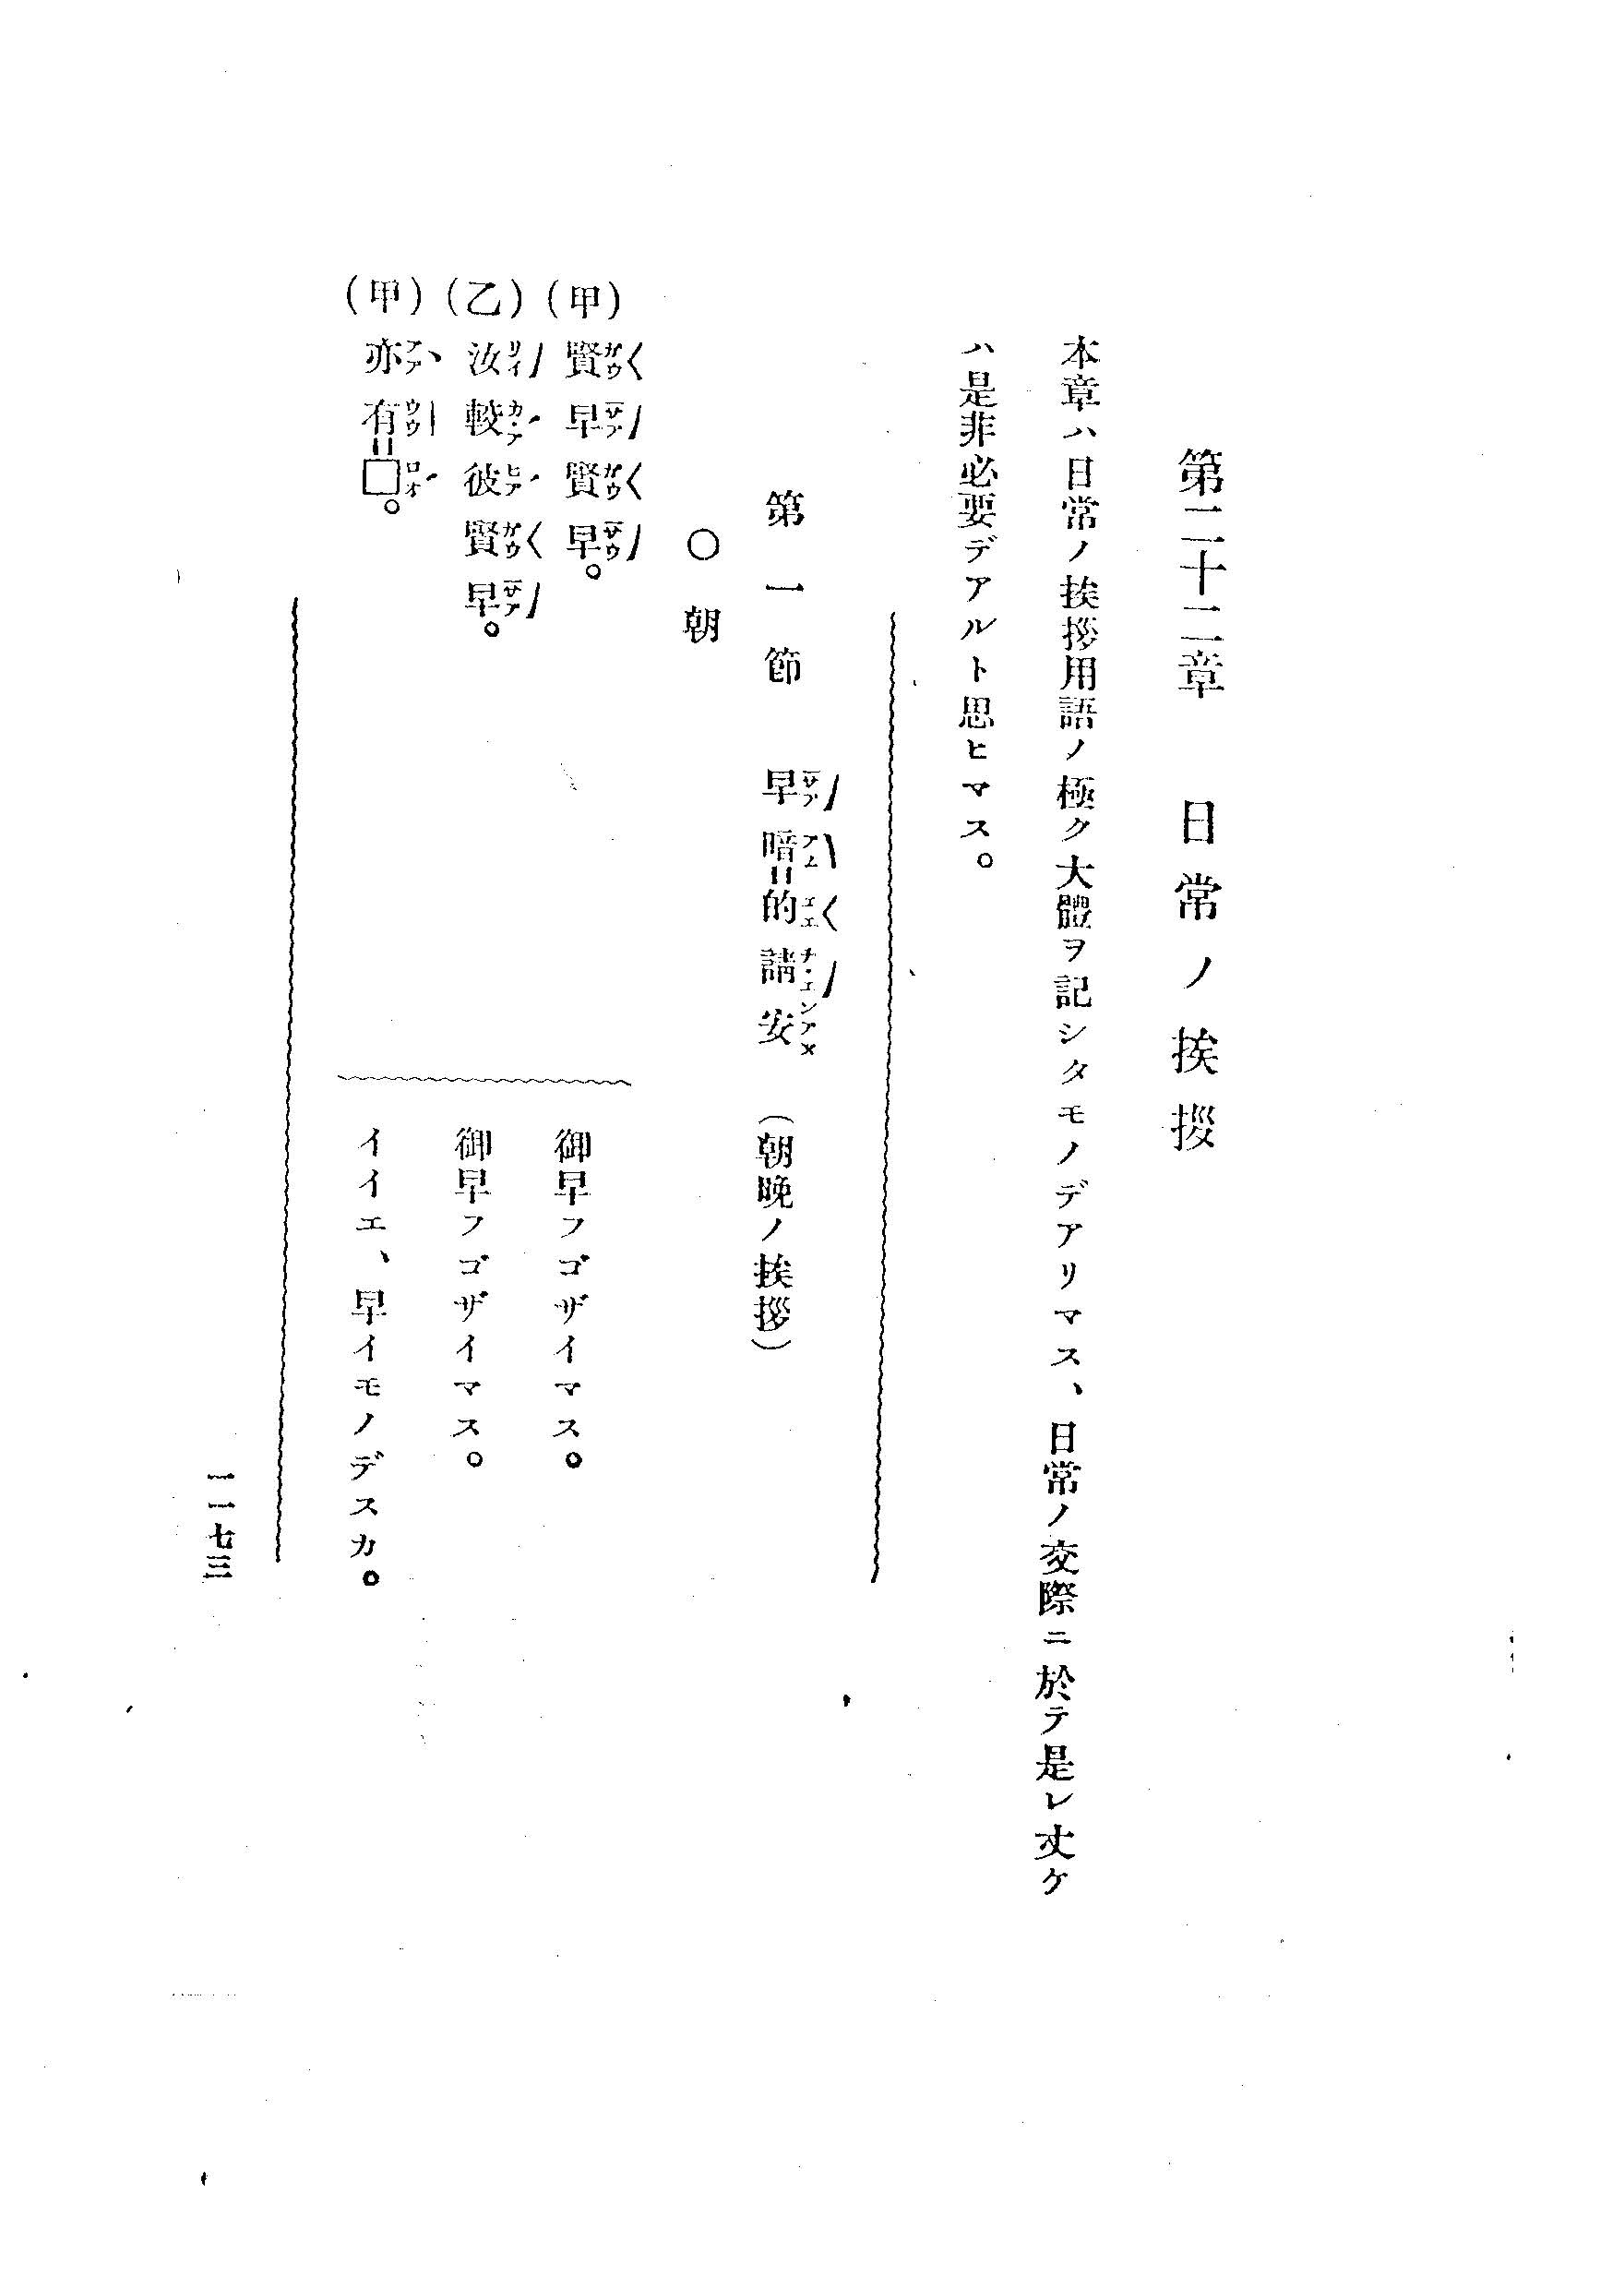 第二十二章　日常ノ挨拶
本章ハ日常ノ挨拶用語ノ極ク大體ヲ記シタモノデアリマス、日常ノ交際ニ於テ是レ丈ケ
ハ是非必要デアルト思ヒマス。
第一節　早暗＝的請安　（朝晩ノ挨拶）
○朝
（甲）賢早賢早。　御早フゴザイマス。
（乙）汝較彼賢早。　御早フゴザイマス。
（甲）亦有＝□。　イイエ、早イモノデスカ。
一一七三